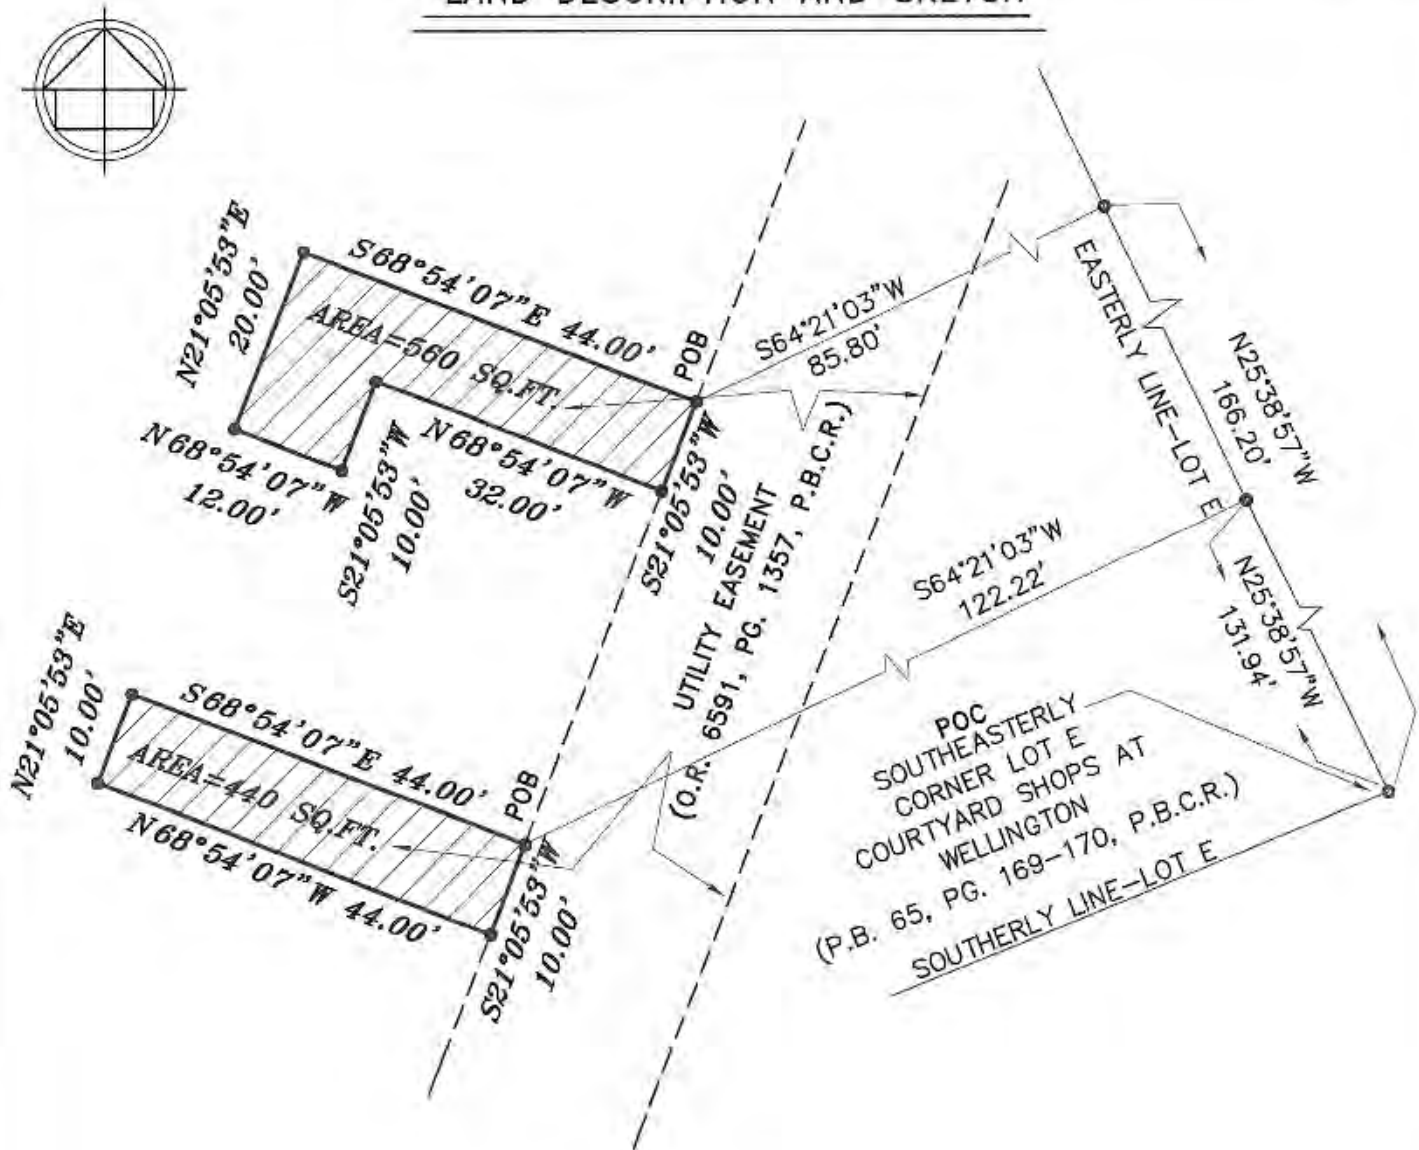 LAND DESCRIPTION AND SKETCH
N21°05'53"E
20.00'
S68°54'07"E 44.00'
AREA=560 SQ.FT.
POB
N68°54'07"W
12.00'
S21°05'53"W
10.00'
N68°54'07"W
32.00'
S21°05'53"W
10.00'
S64°21'03"W
85.80'
EASTERLY LINE-LOT E
N25°38'57"W
166.20'
UTILITY EASEMENT
(O.R. 6591, PG. 1357, P.B.C.R.)
S64°21'03"W
122.22'
N25°38'57"W
131.94'
N21°05'53"E
10.00'
S68°54'07"E 44.00'
AREA=440 SQ.FT.
POB
N68°54'07"W 44.00'
S21°05'53"W
10.00'
POC
SOUTHEASTERLY
CORNER LOT E
COURTYARD SHOPS AT
WELLINGTON
(P.B. 65, PG. 169-170, P.B.C.R.)
SOUTHERLY LINE-LOT E